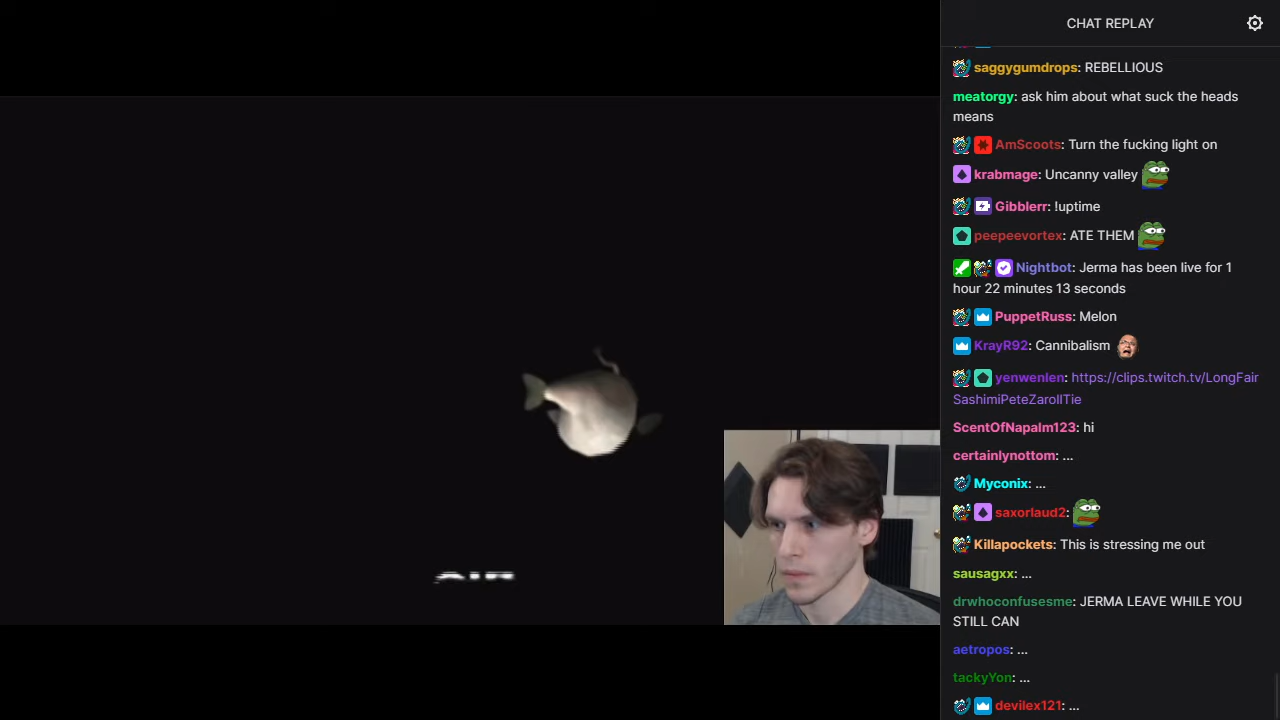 CHAT REPLAY
saggygumdrops: REBELLIOUS
meatorgy: ask him about what suck the heads
means
AmScoots: Turn the fucking light on
krabmage: Uncanny valley
Gibblerr: !uptime
peepeevortex: ATE THEM
Nightbot: Jerma has been live for 1
hour 22 minutes 13 seconds
PuppetRuss: Melon
KrayR92: Cannibalism
yenwenlen: https://clips.twitch.tv/LongFair
SashimiPeteZarollTie
ScentOfNapalm123: hi
certainlynottom: ...
Myconix: ...
saxorlaud2:
Killapockets: This is stressing me out
sausagxx: ...
drwhoconfusesme: JERMA LEAVE WHILE YOU
STILL CAN
aetropos: ...
tackyYon: ...
devilex121: ...